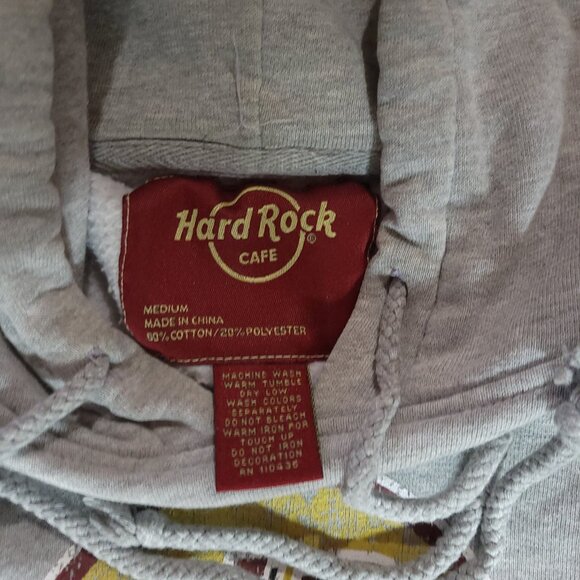 Hard Rock
®
CAFE
MEDIUM
MADE IN CHINA
80% COTTON/20% POLYESTER
MACHINE WASH
WARM TUMBLE
DRY LOW
WASH COLORS
SEPARATELY
DO NOT BLEACH
WARM IRON FOR
TOUCH UP
DO NOT IRON
DECORATION
RN 110436